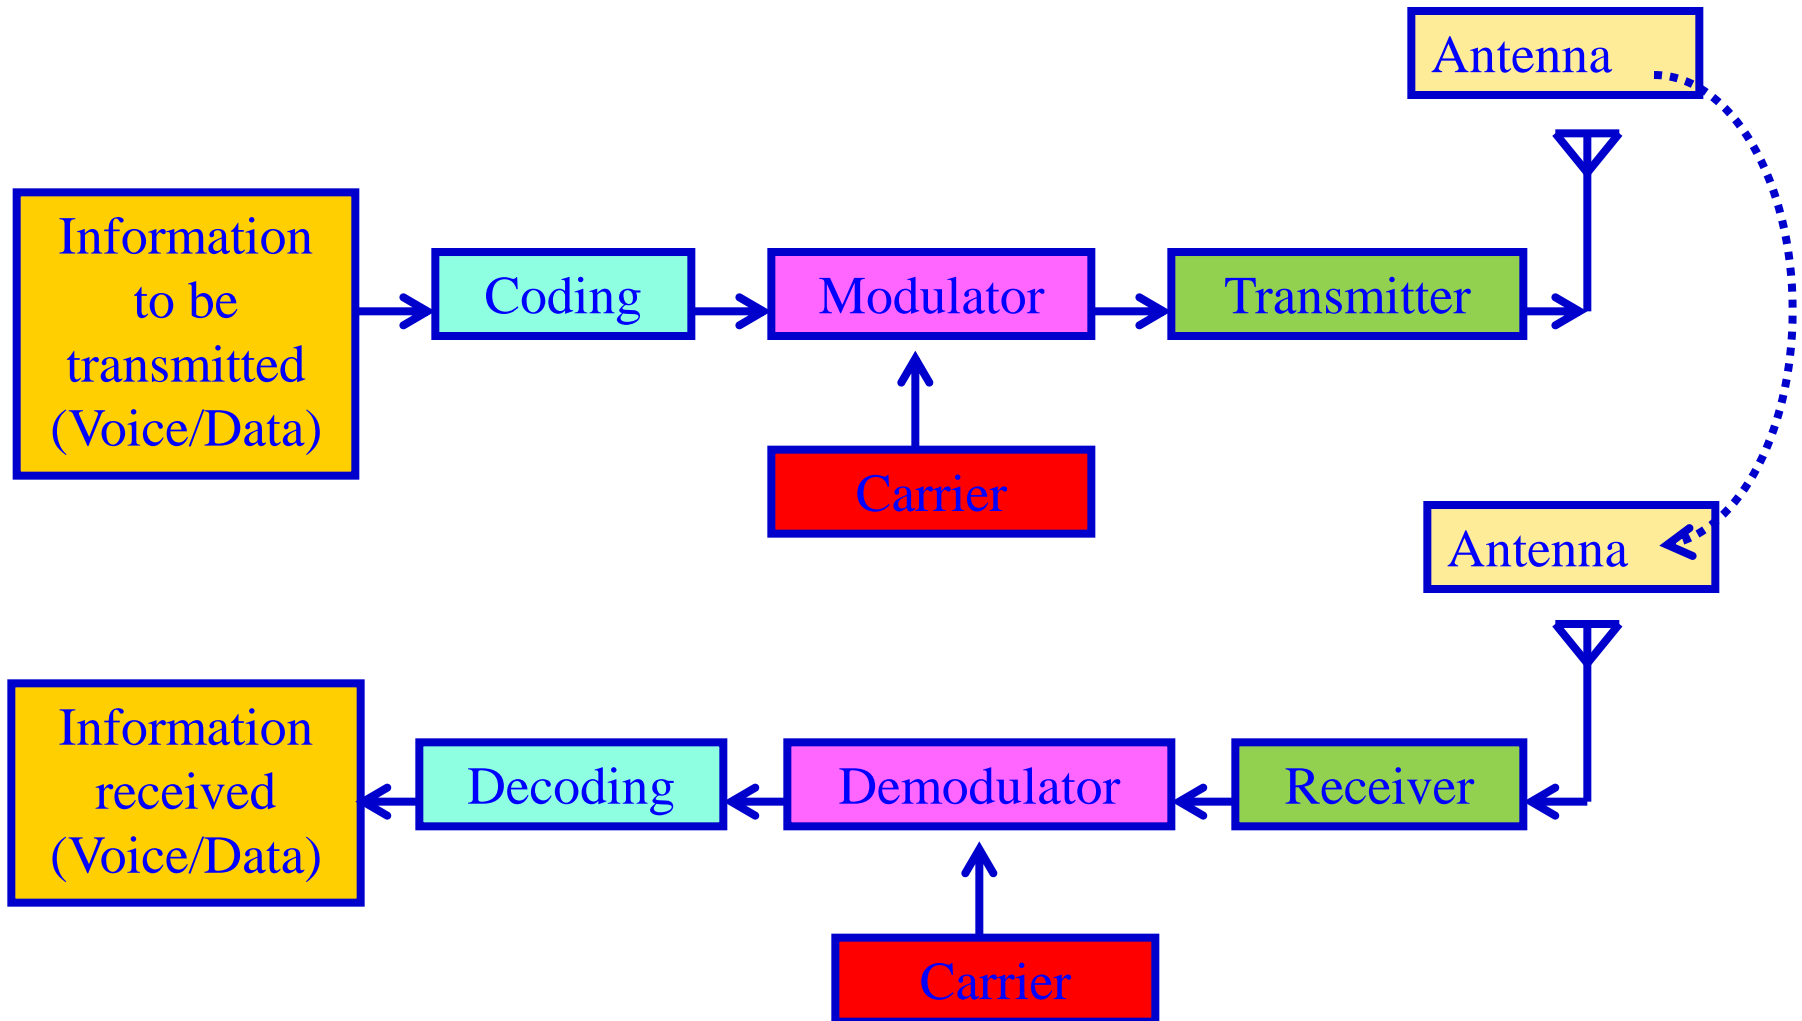 Antenna
Information
to be
transmitted
(Voice/Data)
Coding
Modulator
Transmitter
Carrier
Antenna
Information
received
(Voice/Data)
Decoding
Demodulator
Receiver
Carrier